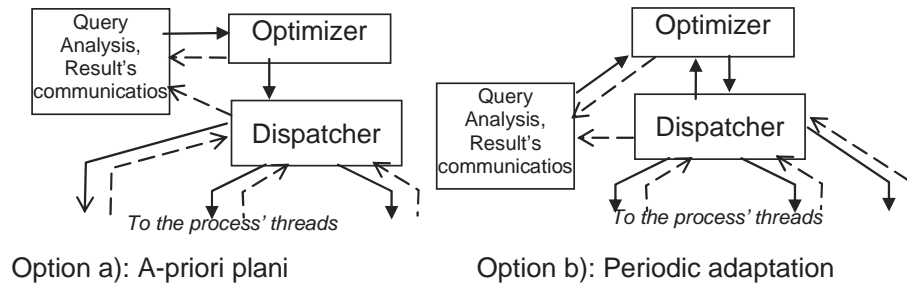 Query
Analysis,
Result's
communicatios
Optimizer
Dispatcher
To the process' threads
Option a): A-priori plani
Optimizer
Query
Analysis,
Result's
communicatios
Dispatcher
To the process' threads
Option b): Periodic adaptation